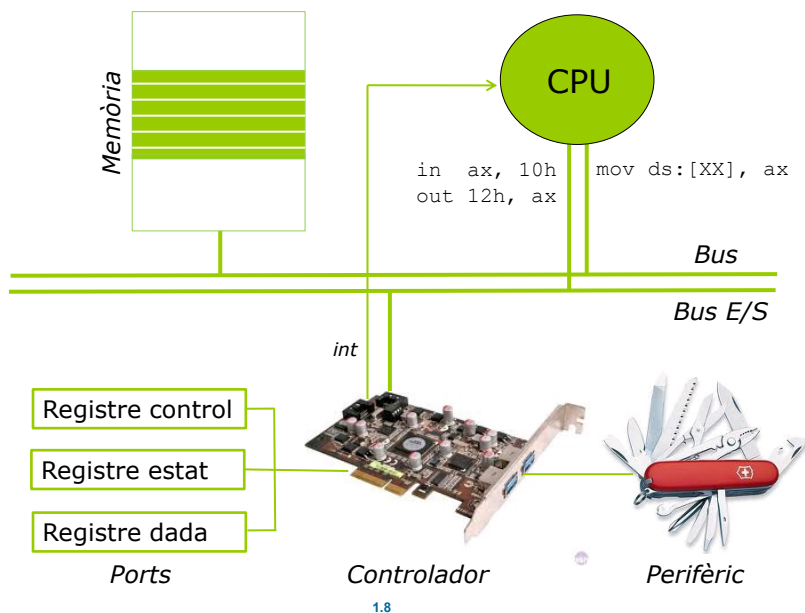 Memòria
CPU
in ax, 10h
out 12h, ax
mov ds:[XX], ax
Bus
Bus E/S
int
Registre control
Registre estat
Registre dada
Ports
Controlador
Perifèric
1.8